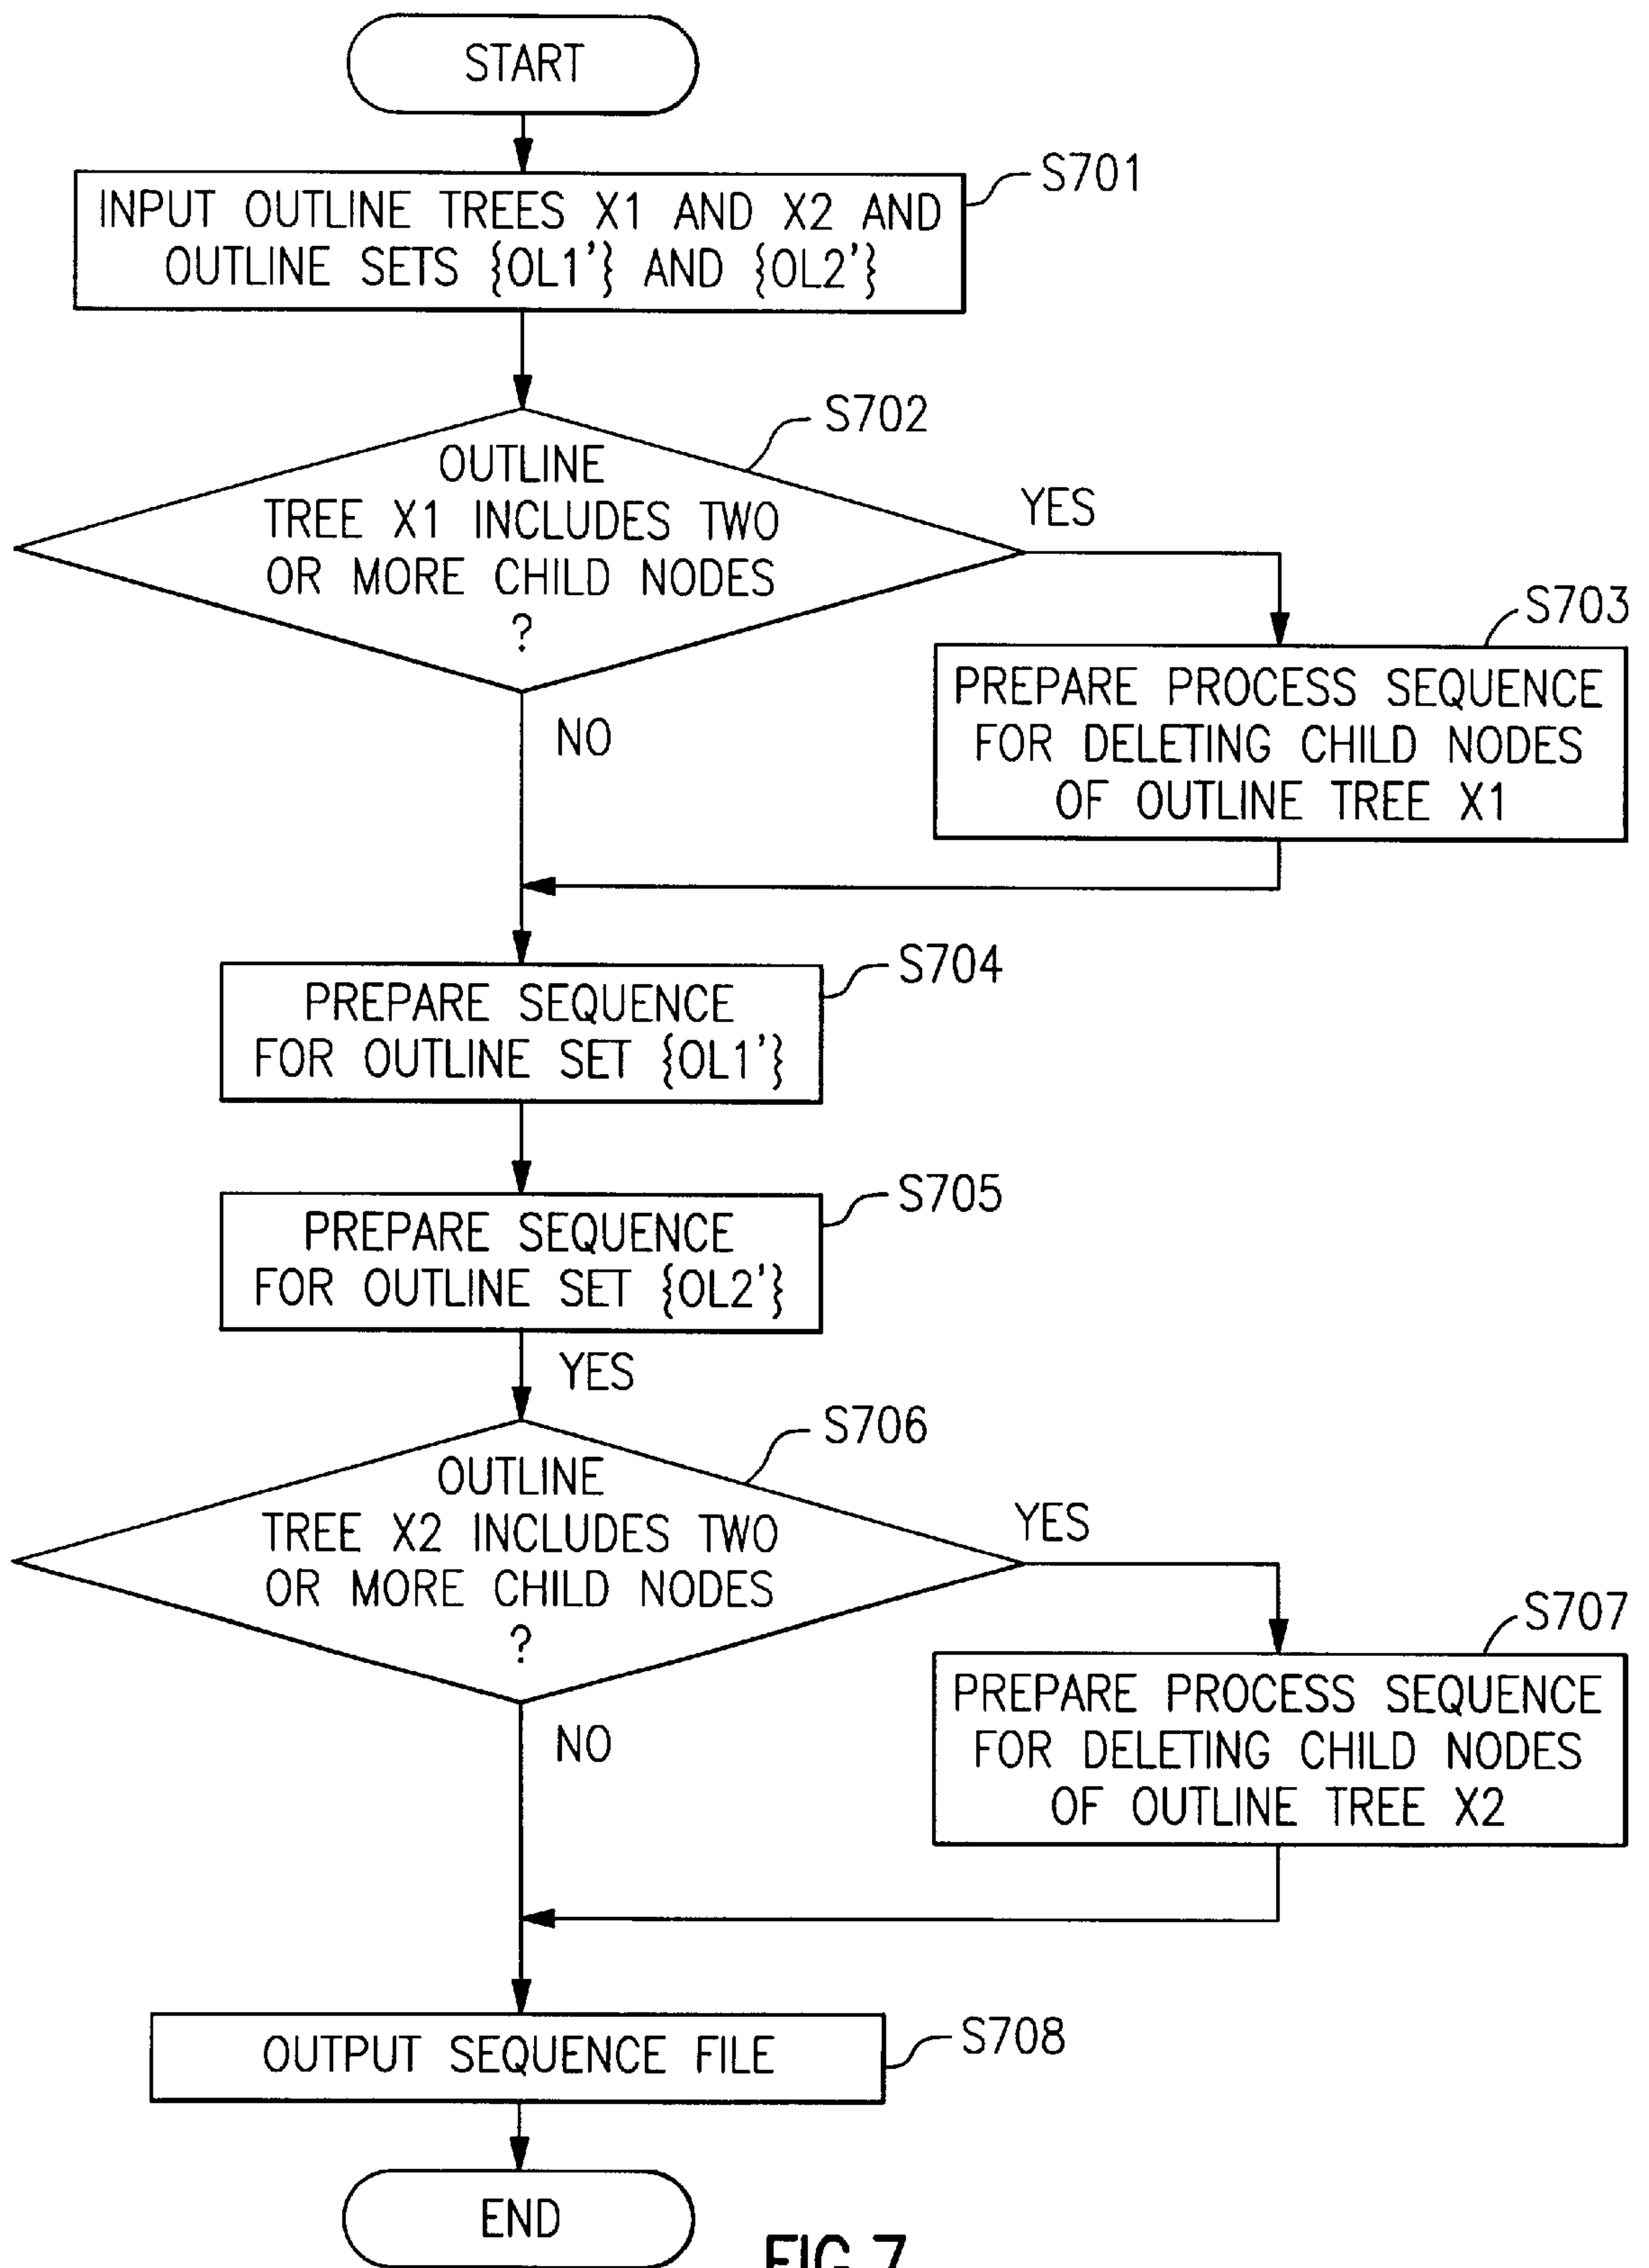 START
S701
INPUT OUTLINE TREES X1 AND X2 AND
OUTLINE SETS {OL1'} AND {OL2'}
S702
OUTLINE
TREE X1 INCLUDES TWO
OR MORE CHILD NODES
?
YES
NO
S703
PREPARE PROCESS SEQUENCE
FOR DELETING CHILD NODES
OF OUTLINE TREE X1
S704
PREPARE SEQUENCE
FOR OUTLINE SET {OL1'}
S705
PREPARE SEQUENCE
FOR OUTLINE SET {OL2'}
YES
S706
OUTLINE
TREE X2 INCLUDES TWO
OR MORE CHILD NODES
?
YES
NO
S707
PREPARE PROCESS SEQUENCE
FOR DELETING CHILD NODES
OF OUTLINE TREE X2
S708
OUTPUT SEQUENCE FILE
END
FIG.7